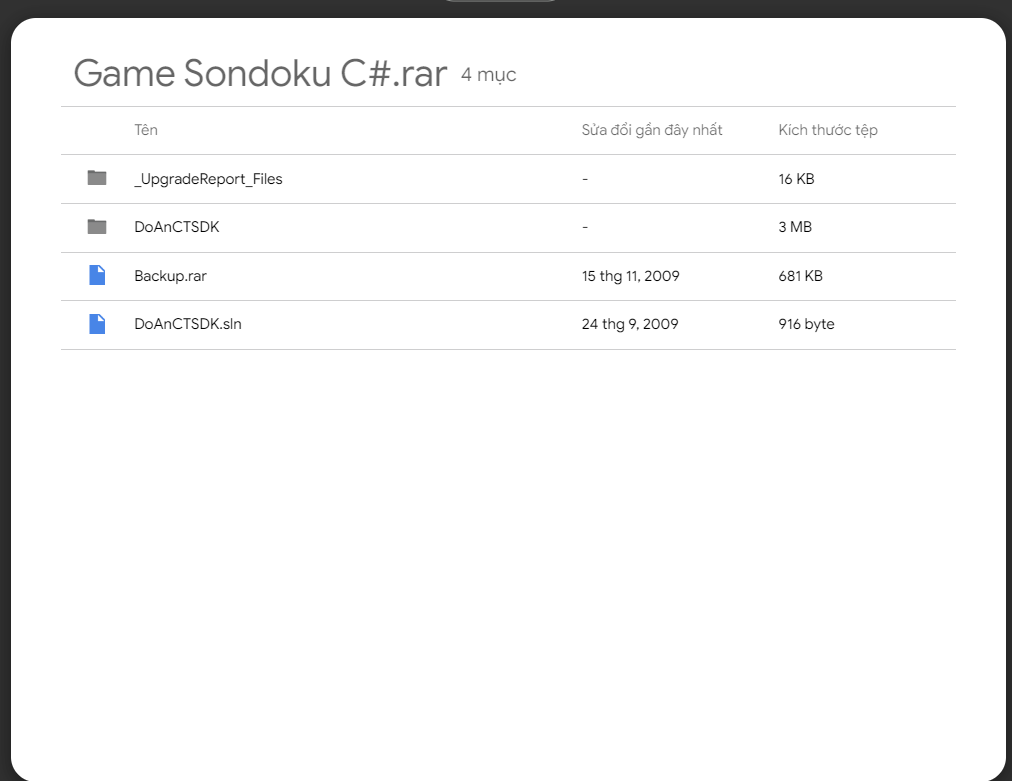 Game Sondoku C#.rar 4 mục
Tên Sửa đổi gần đây nhất Kích thước tệp
_UpgradeReport_Files - 16 KB
DoAnCTSDK - 3 MB
Backup.rar 15 thg 11, 2009 681 KB
DoAnCTSDK.sln 24 thg 9, 2009 916 byte